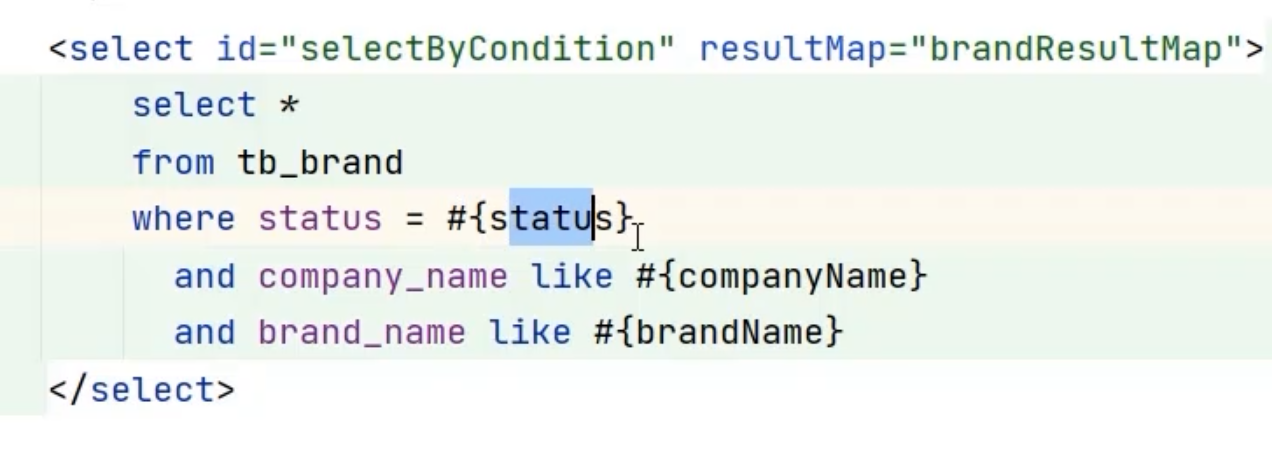 <select id="selectByCondition" resultMap="brandResultMap">
select *
from tb_brand
where status = #{status}
and company_name like #{companyName}
and brand_name like #{brandName}
</select>